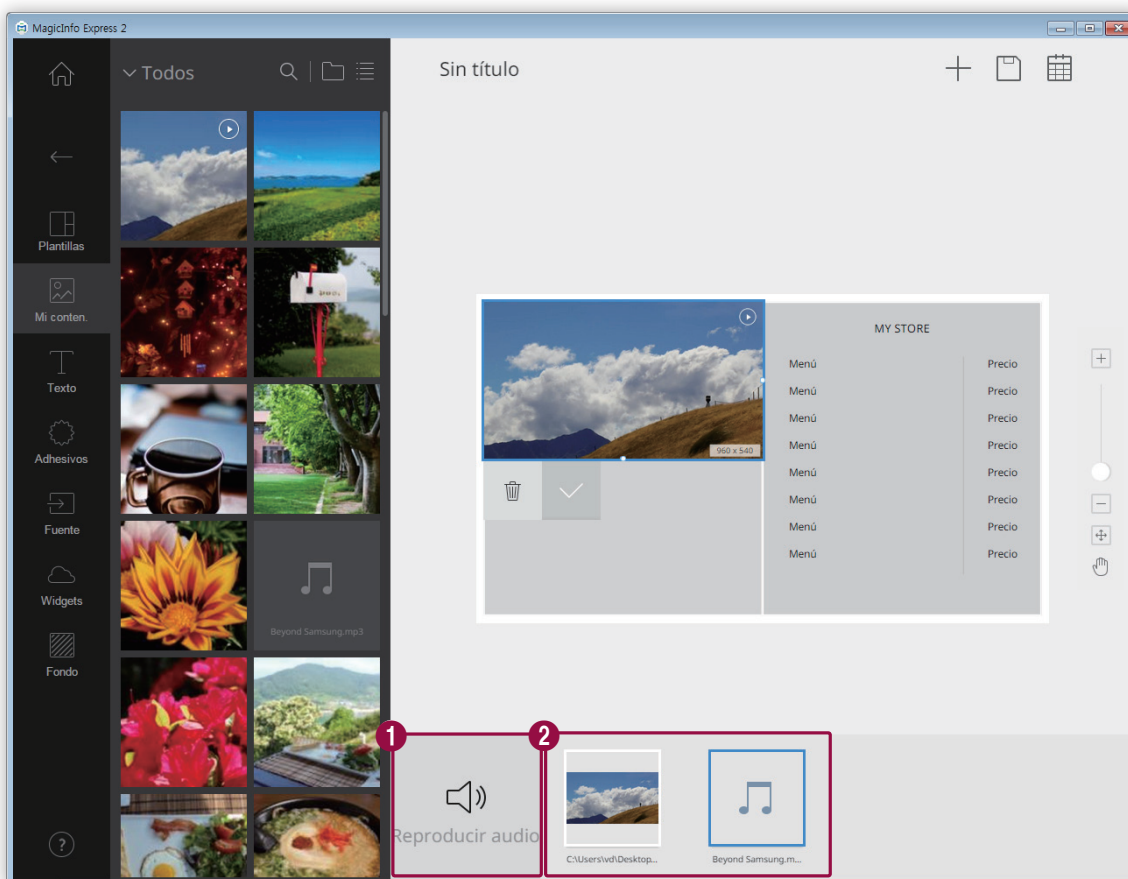 MagicInfo Express 2
Todos
Sin título
Plantillas
Mi conten.
Texto
Adhesivos
Fuente
Widgets
Fondo
?
Beyond Samsung.mp3
960 x 540
MY STORE
Menú Precio
Menú Precio
Menú Precio
Menú Precio
Menú Precio
Menú Precio
Menú Precio
Menú Precio
1
Reproducir audio
2
C:\Users\vd\Desktop...
Beyond Samsung.m...